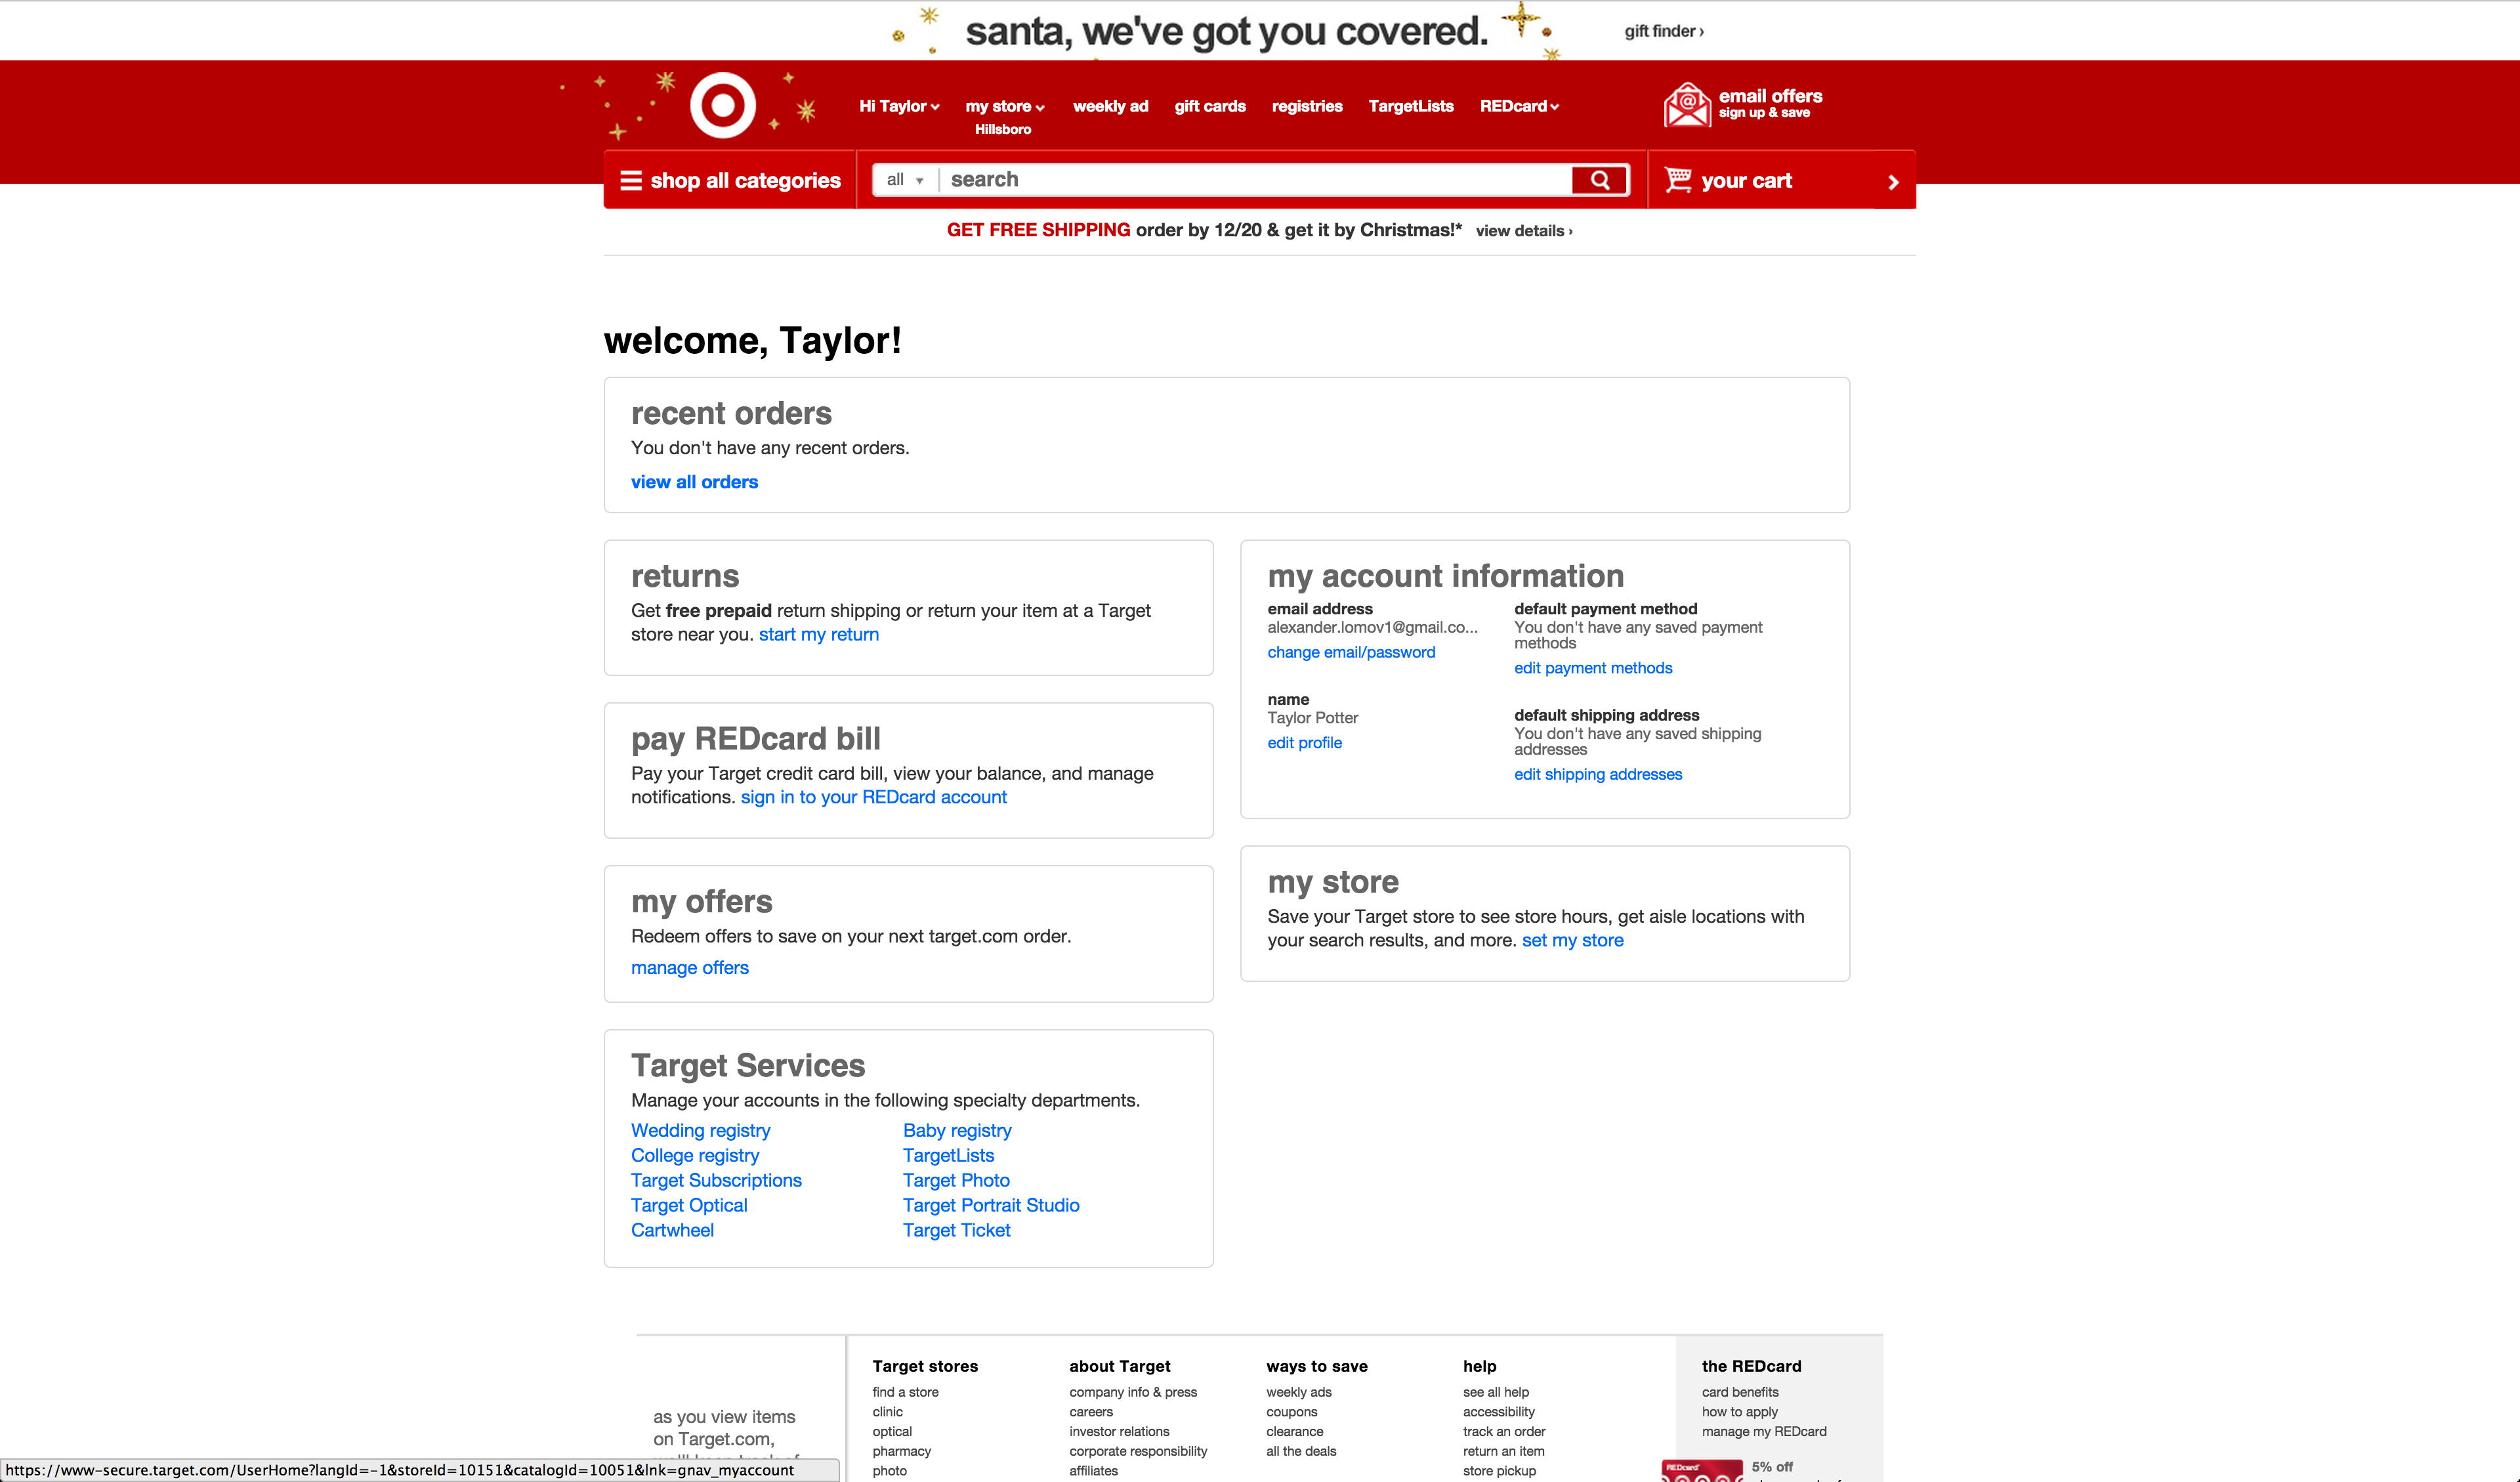 santa, we've got you covered.
gift finder ›
Hi Taylor
my store
Hillsboro
weekly ad
gift cards
registries
TargetLists
REDcard
email offers
sign up & save
shop all categories
all
search
your cart
GET FREE SHIPPING order by 12/20 & get it by Christmas!* view details ›
welcome, Taylor!
recent orders
You don't have any recent orders.
view all orders
returns
Get free prepaid return shipping or return your item at a Target
store near you. start my return
pay REDcard bill
Pay your Target credit card bill, view your balance, and manage
notifications. sign in to your REDcard account
my offers
Redeem offers to save on your next target.com order.
manage offers
Target Services
Manage your accounts in the following specialty departments.
Wedding registry
College registry
Target Subscriptions
Target Optical
Cartwheel
Baby registry
TargetLists
Target Photo
Target Portrait Studio
Target Ticket
my account information
email address
alexander.lomov1@gmail.co...
change email/password
name
Taylor Potter
edit profile
default payment method
You don't have any saved payment
methods
edit payment methods
default shipping address
You don't have any saved shipping
addresses
edit shipping addresses
my store
Save your Target store to see store hours, get aisle locations with
your search results, and more. set my store
as you view items
on Target.com,
Target stores
find a store
clinic
optical
pharmacy
photo
about Target
company info & press
careers
investor relations
corporate responsibility
affiliates
ways to save
weekly ads
coupons
clearance
all the deals
help
see all help
accessibility
track an order
return an item
store pickup
the REDcard
card benefits
how to apply
manage my REDcard
REDcard
5% off
https://www-secure.target.com/UserHome?langId=-1&storeId=10151&catalogId=10051&lnk=gnav_myaccount